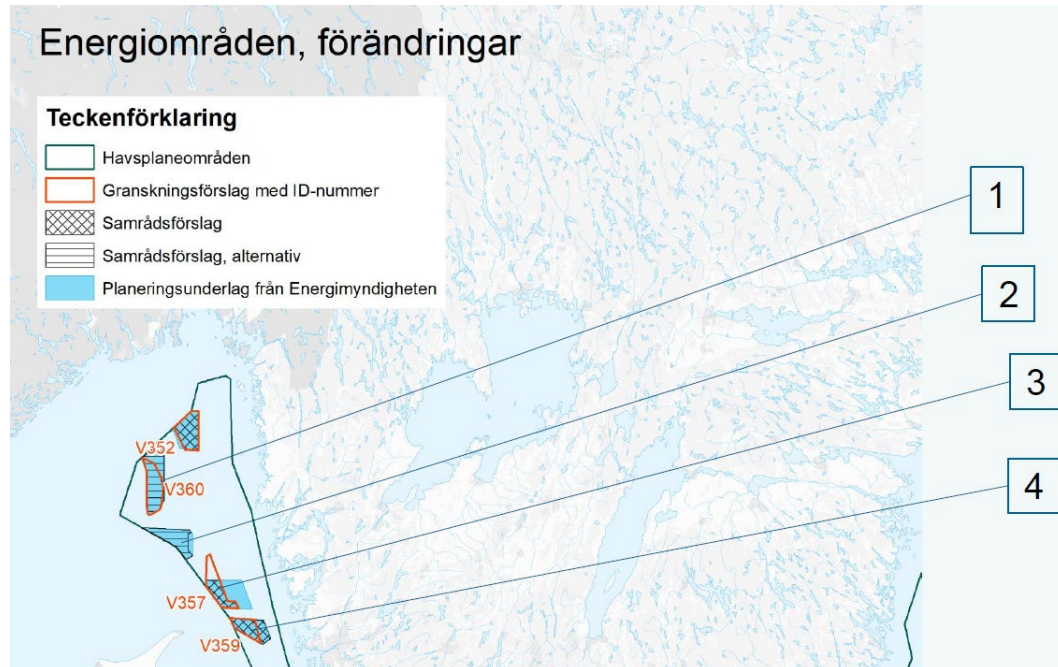 Energiområden, förändringar
Teckenförklaring
Havsplaneområden
Granskningsförslag med ID-nummer
Samrådsförslag
Samrådsförslag, alternativ
Planeringsunderlag från Energimyndigheten
1
2
3
4
V352
V360
V357
V359